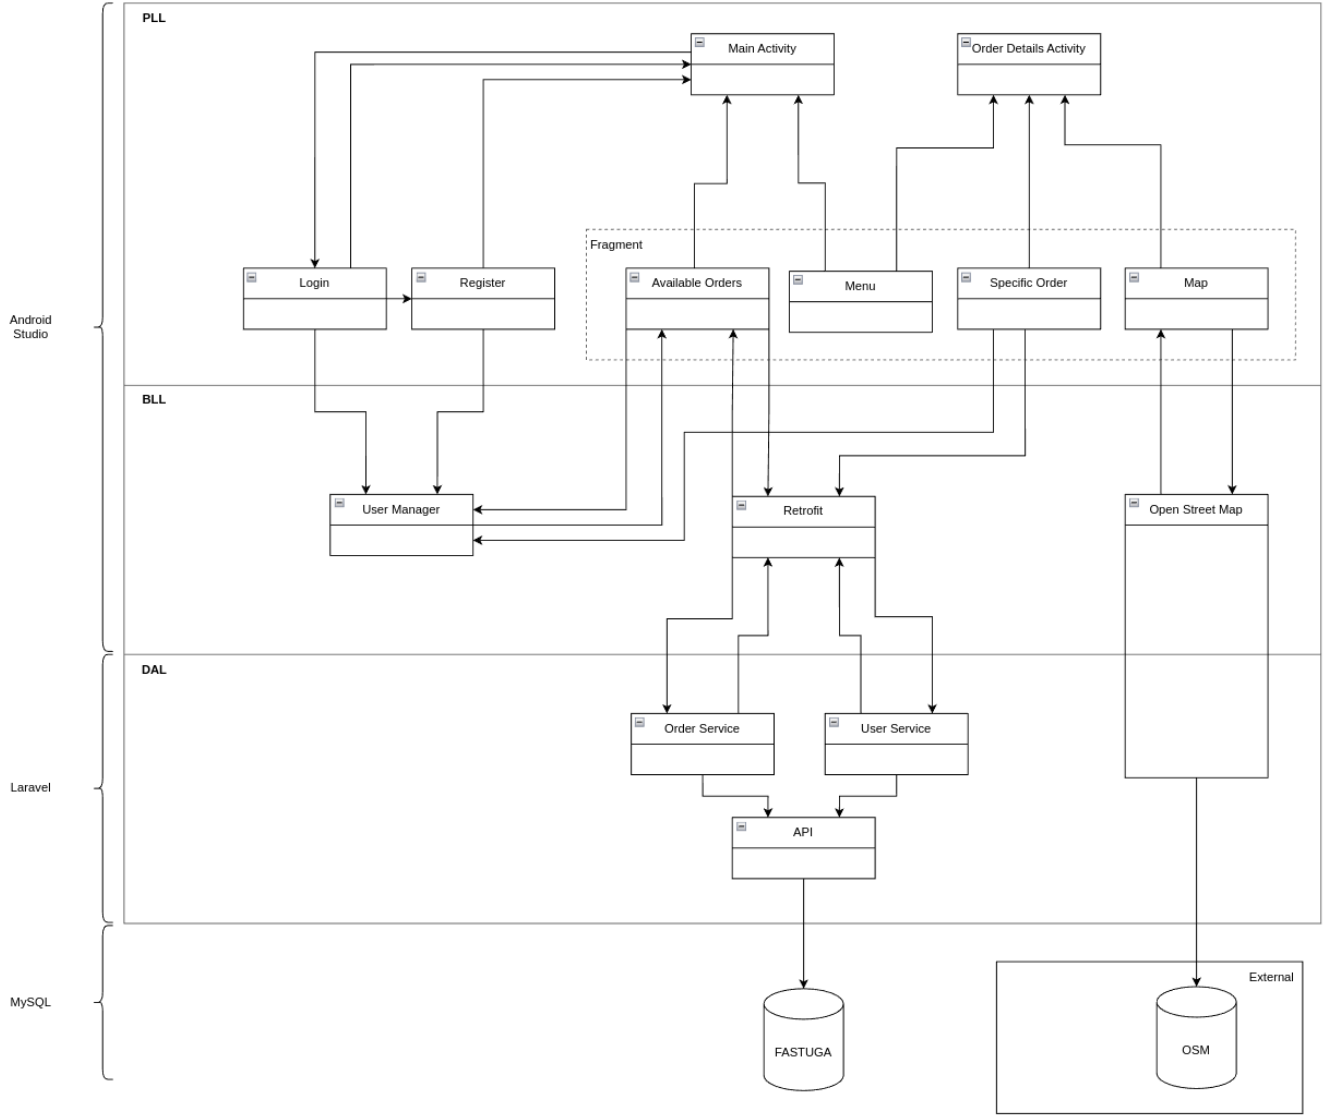 PLL
Main Activity
Order Details Activity
Fragment
Login
Register
Available Orders
Menu
Specific Order
Map
Android
Studio
BLL
User Manager
Retrofit
Open Street Map
DAL
Order Service
User Service
Laravel
API
External
MySQL
FASTUGA
OSM